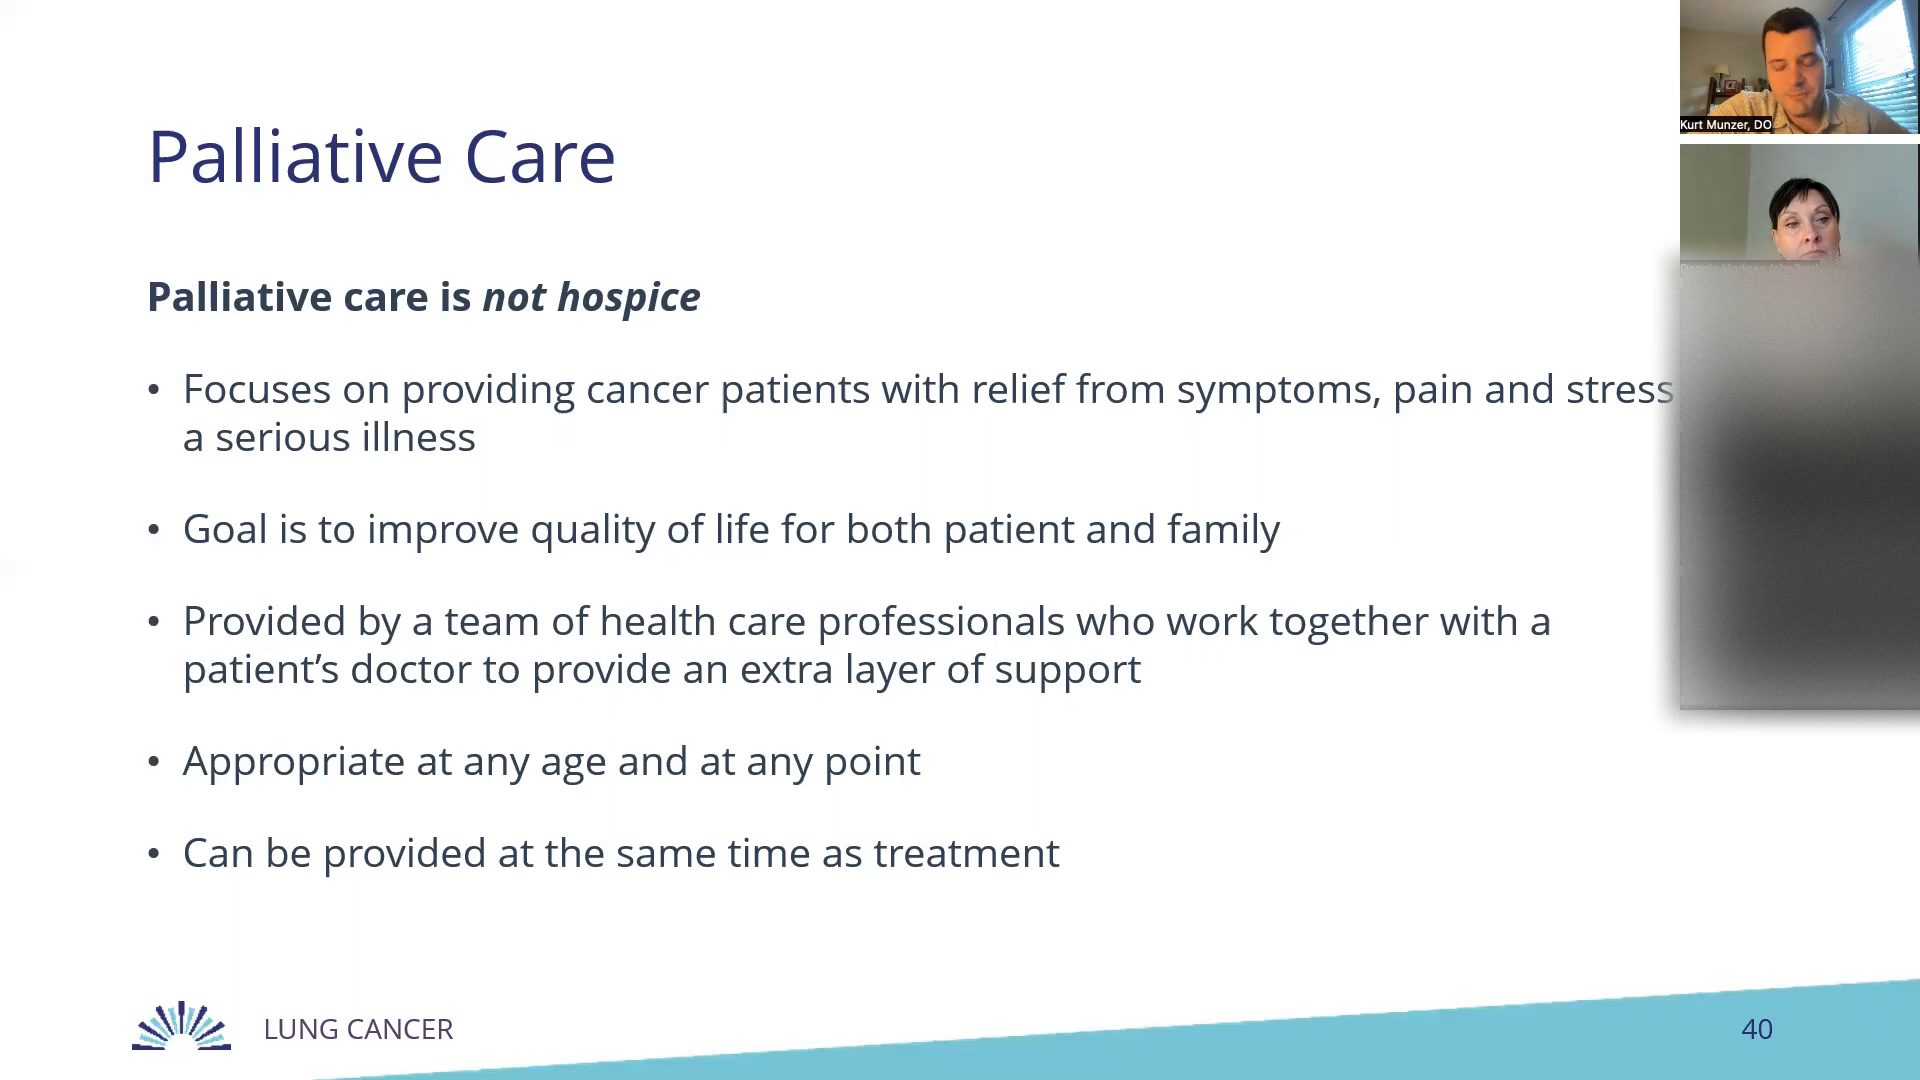 Palliative Care
Palliative care is not hospice
• Focuses on providing cancer patients with relief from symptoms, pain and stress
a serious illness
• Goal is to improve quality of life for both patient and family
• Provided by a team of health care professionals who work together with a
patient’s doctor to provide an extra layer of support
• Appropriate at any age and at any point
• Can be provided at the same time as treatment
LUNG CANCER
40
Kurt Munzer, DO